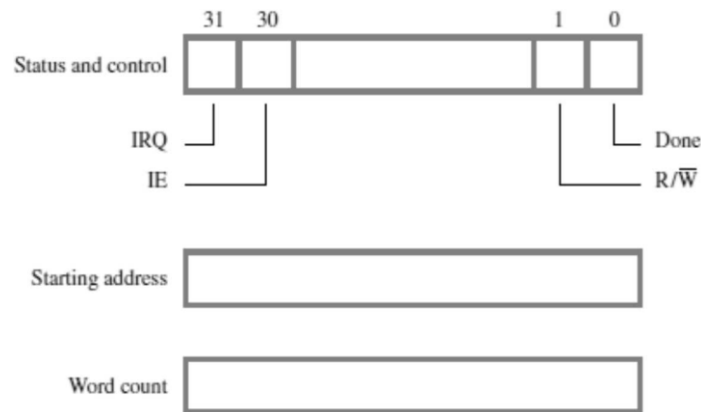 31 30 1 0
Status and control
IRQ Done
IE R/W̅
Starting address
Word count